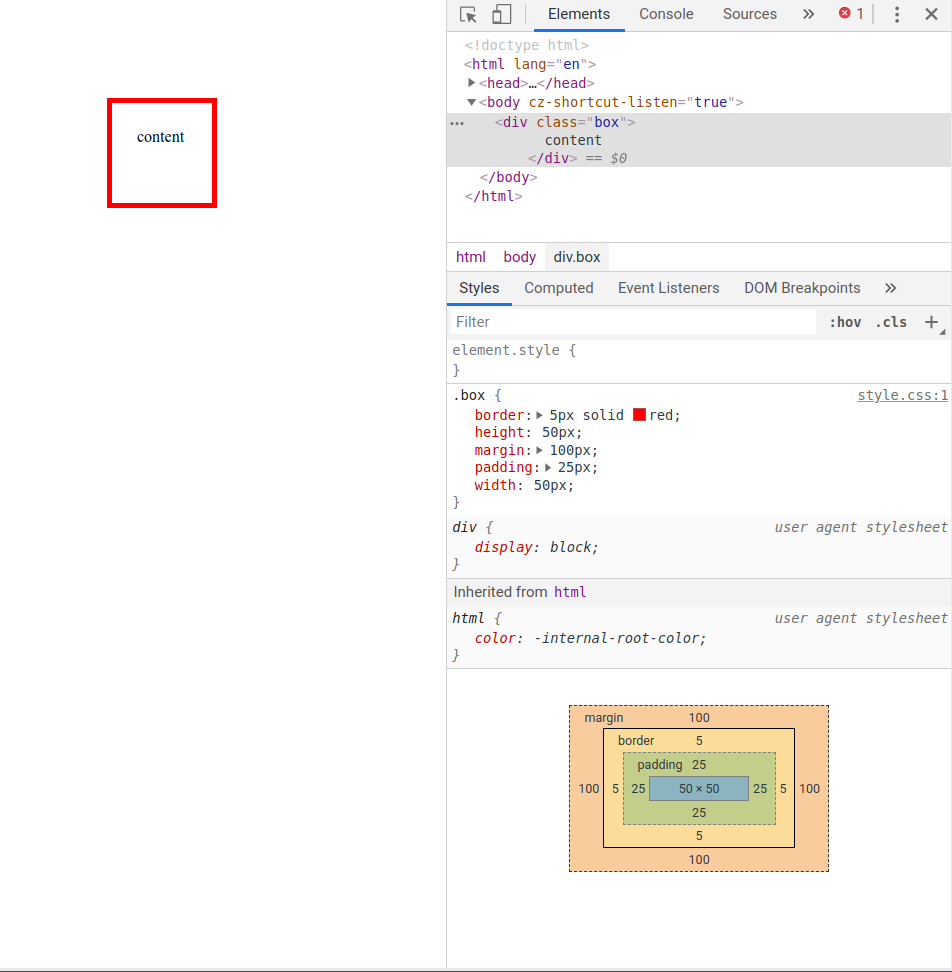 content
Elements Console Sources » 1
<!doctype html>
<html lang="en">
<head>…</head>
<body cz-shortcut-listen="true">
<div class="box">
content
</div> == $0
</body>
</html>
html body div.box
Styles Computed Event Listeners DOM Breakpoints »
Filter :hov .cls +
element.style {
}
.box { style.css:1
border: 5px solid red;
height: 50px;
margin: 100px;
padding: 25px;
width: 50px;
}
div { user agent stylesheet
display: block;
}
Inherited from html
html { user agent stylesheet
color: -internal-root-color;
}
margin 100
border 5
padding 25
100 5 25 50 × 50 25 5 100
25
5
100